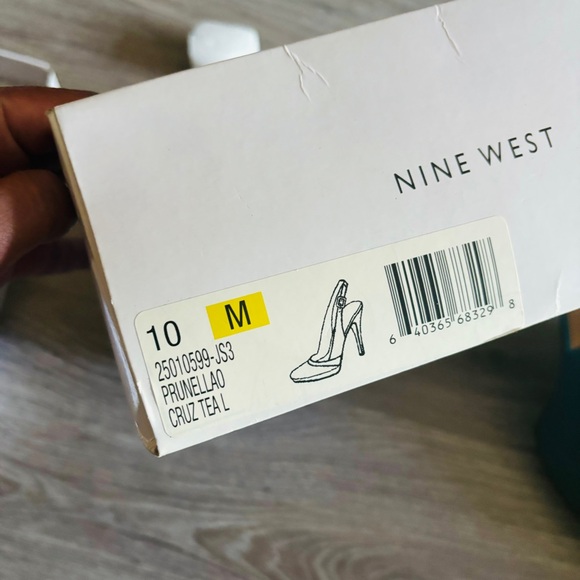 NINE WEST
10 M
25010599-JS3
PRUNELLAO
CRUZ TEA L
6 40365 68329 8